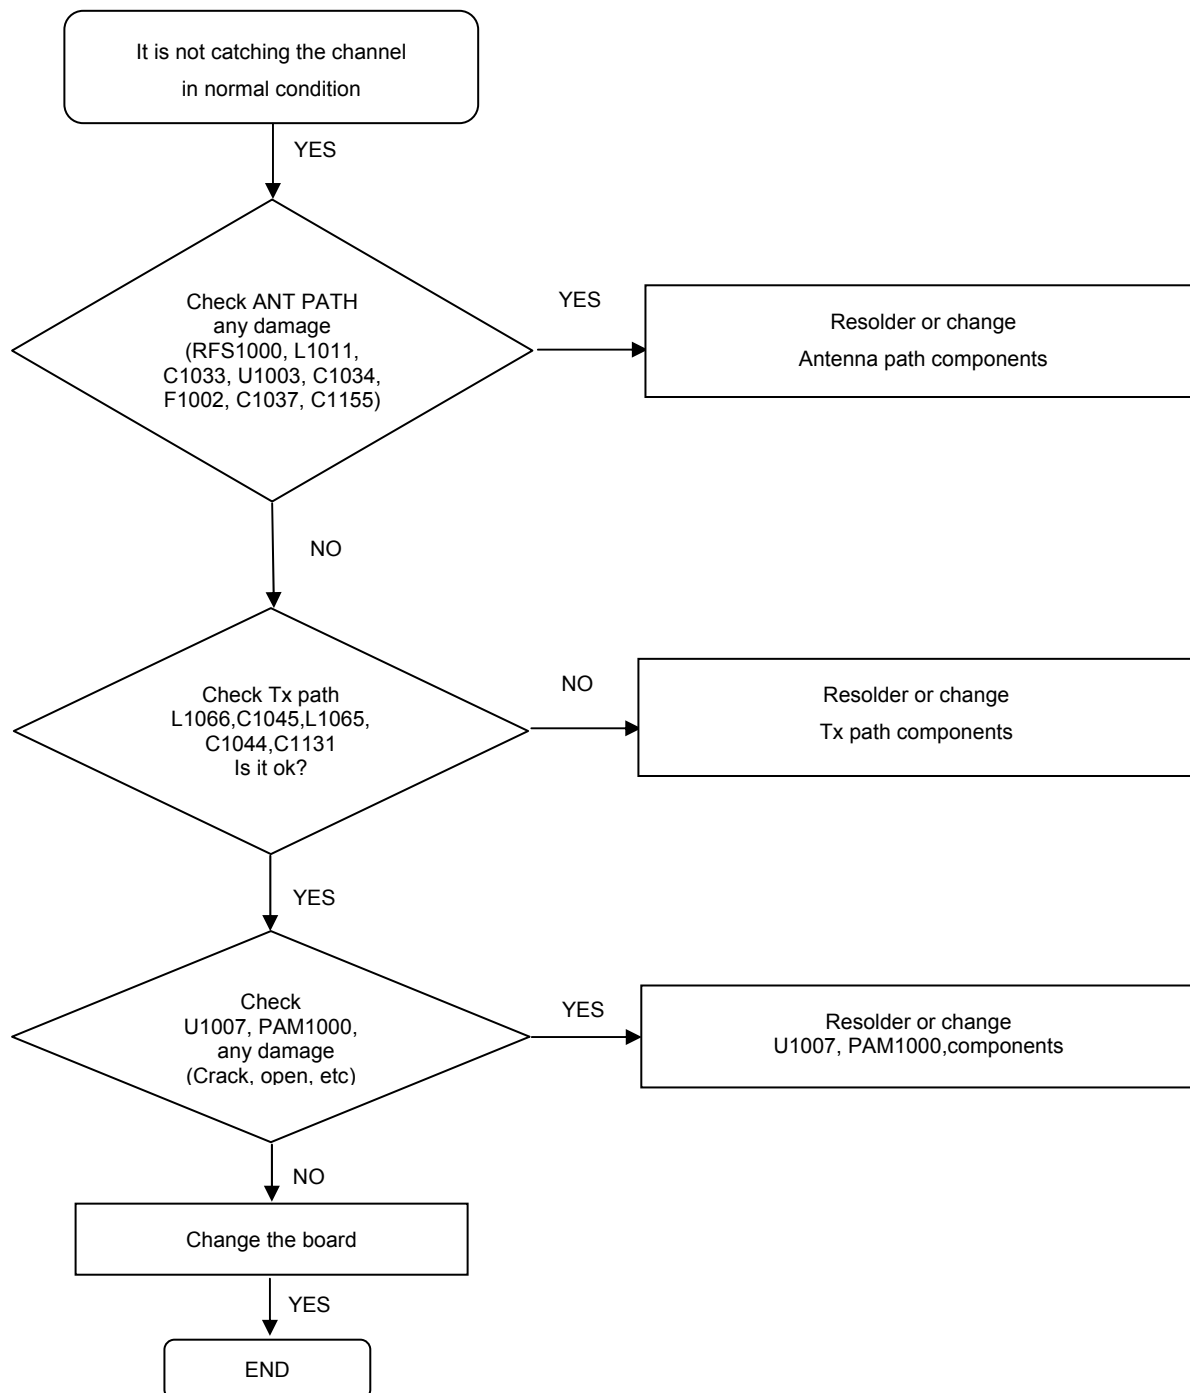 It is not catching the channel
in normal condition
YES
Check ANT PATH
any damage
(RFS1000, L1011,
C1033, U1003, C1034,
F1002, C1037, C1155)
YES
Resolder or change
Antenna path components
NO
Check Tx path
L1066,C1045,L1065,
C1044,C1131
Is it ok?
NO
Resolder or change
Tx path components
YES
Check
U1007, PAM1000,
any damage
(Crack, open, etc)
YES
Resolder or change
U1007, PAM1000,components
NO
Change the board
YES
END